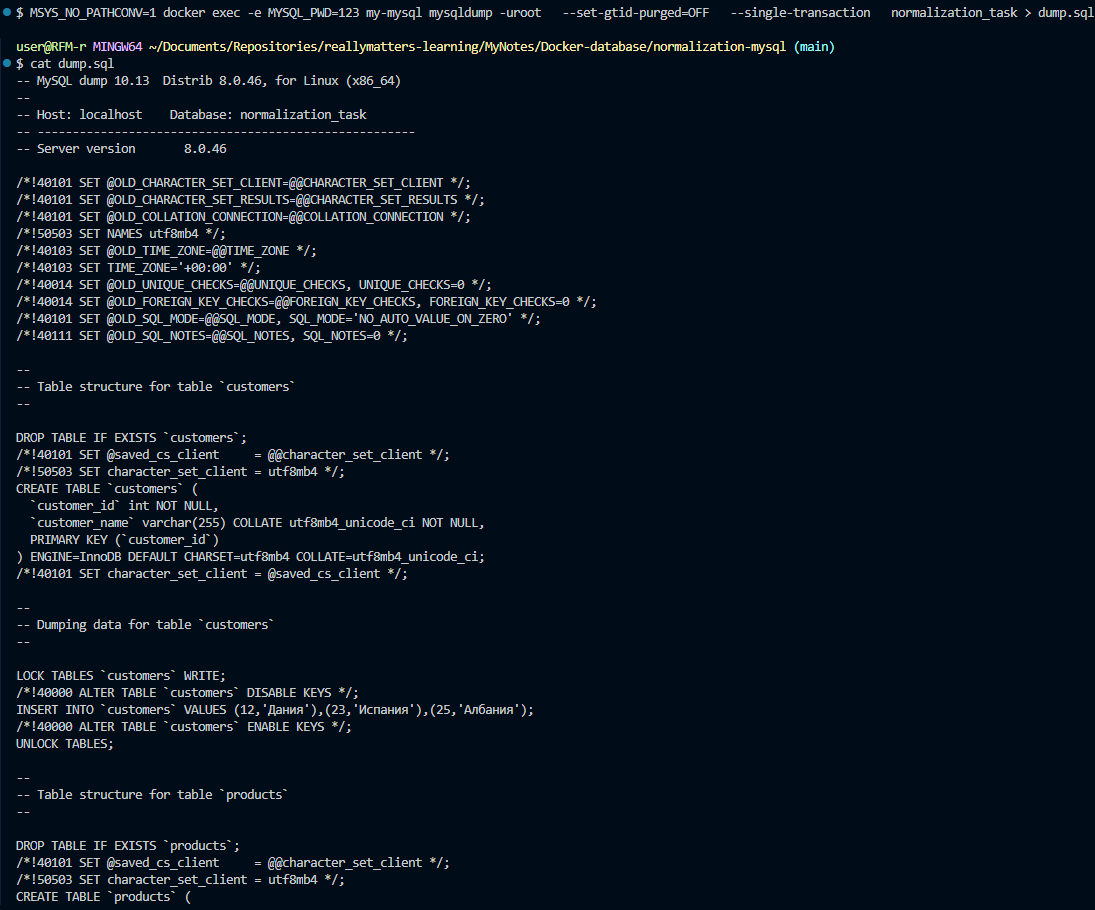 $ MSYS_NO_PATHCONV=1 docker exec -e MYSQL_PWD=123 my-mysql mysqldump -uroot   --set-gtid-purged=OFF   --single-transaction   normalization_task > dump.sql
user@RFM-r MINGW64 ~/Documents/Repositories/reallymatters-learning/MyNotes/Docker-database/normalization-mysql (main)
$ cat dump.sql
-- MySQL dump 10.13  Distrib 8.0.46, for Linux (x86_64)
--
-- Host: localhost    Database: normalization_task
-- ------------------------------------------------------
-- Server version       8.0.46
/*!40101 SET @OLD_CHARACTER_SET_CLIENT=@@CHARACTER_SET_CLIENT */;
/*!40101 SET @OLD_CHARACTER_SET_RESULTS=@@CHARACTER_SET_RESULTS */;
/*!40101 SET @OLD_COLLATION_CONNECTION=@@COLLATION_CONNECTION */;
/*!50503 SET NAMES utf8mb4 */;
/*!40103 SET @OLD_TIME_ZONE=@@TIME_ZONE */;
/*!40103 SET TIME_ZONE='+00:00' */;
/*!40014 SET @OLD_UNIQUE_CHECKS=@@UNIQUE_CHECKS, UNIQUE_CHECKS=0 */;
/*!40014 SET @OLD_FOREIGN_KEY_CHECKS=@@FOREIGN_KEY_CHECKS, FOREIGN_KEY_CHECKS=0 */;
/*!40101 SET @OLD_SQL_MODE=@@SQL_MODE, SQL_MODE='NO_AUTO_VALUE_ON_ZERO' */;
/*!40111 SET @OLD_SQL_NOTES=@@SQL_NOTES, SQL_NOTES=0 */;
--
-- Table structure for table `customers`
--
DROP TABLE IF EXISTS `customers`;
/*!40101 SET @saved_cs_client     = @@character_set_client */;
/*!50503 SET character_set_client = utf8mb4 */;
CREATE TABLE `customers` (
  `customer_id` int NOT NULL,
  `customer_name` varchar(255) COLLATE utf8mb4_unicode_ci NOT NULL,
  PRIMARY KEY (`customer_id`)
) ENGINE=InnoDB DEFAULT CHARSET=utf8mb4 COLLATE=utf8mb4_unicode_ci;
/*!40101 SET character_set_client = @saved_cs_client */;
--
-- Dumping data for table `customers`
--
LOCK TABLES `customers` WRITE;
/*!40000 ALTER TABLE `customers` DISABLE KEYS */;
INSERT INTO `customers` VALUES (12,'Дания'),(23,'Испания'),(25,'Албания');
/*!40000 ALTER TABLE `customers` ENABLE KEYS */;
UNLOCK TABLES;
--
-- Table structure for table `products`
--
DROP TABLE IF EXISTS `products`;
/*!40101 SET @saved_cs_client     = @@character_set_client */;
/*!50503 SET character_set_client = utf8mb4 */;
CREATE TABLE `products` (